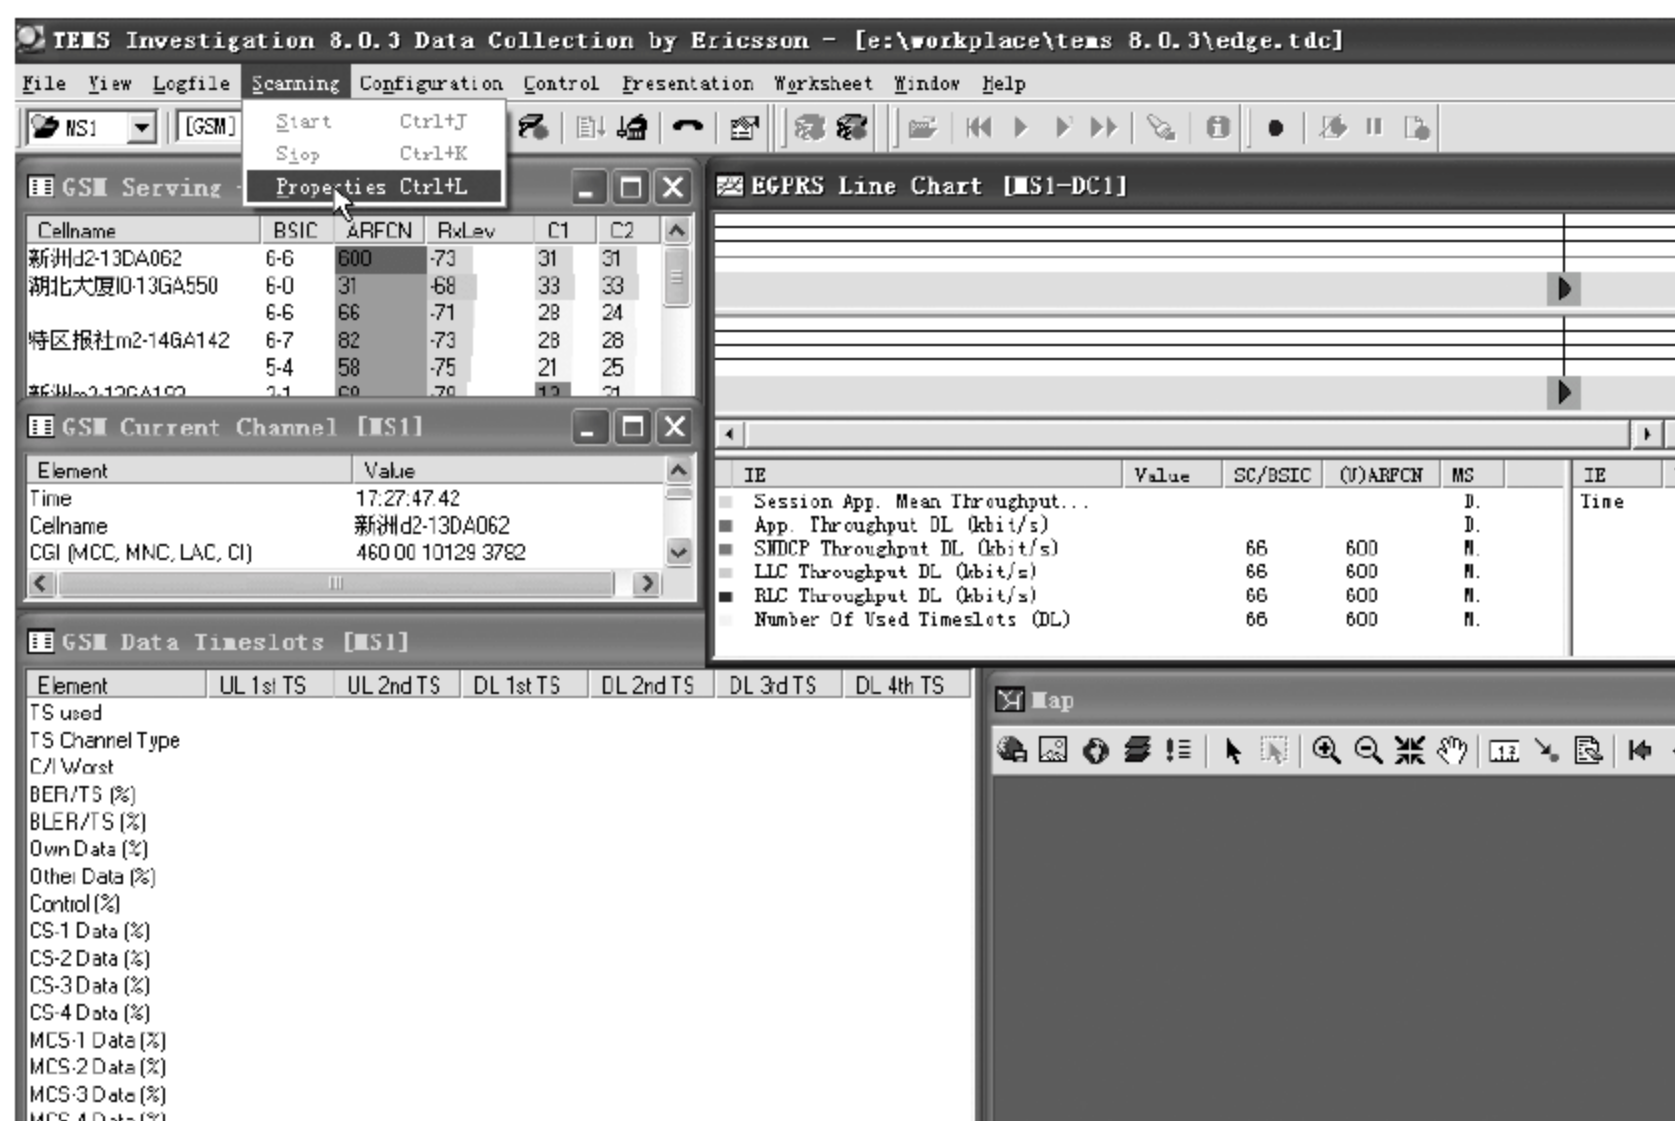 TEMS Investigation 8.0.3 Data Collection by Ericsson - [e:\workplace\tems 8.0.3\edge.tdc]
File View Logfile Scanning Configuration Control Presentation Worksheet Window Help
MS1 [GSM]
Start Ctrl+J
Stop Ctrl+K
Properties Ctrl+L
GSM Serving
Cellname BSIC ARFCN RxLev C1 C2
新洲d2-13DA062 6-6 600 -73 31 31
湖北大厦l0-13GA550 6-0 31 -68 33 33
6-6 66 -71 28 24
特区报社m2-14GA142 6-7 82 -73 28 28
5-4 58 -75 21 25
GSM Current Channel [MS1]
Element Value
Time 17:27:47.42
Cellname 新洲d2-13DA062
CGI (MCC, MNC, LAC, CI) 460 00 10129 3782
EGPRS Line Chart [MS1-DC1]
IE Value SC/BSIC (U)ARFCN MS
Session App. Mean Throughput... D.
App. Throughput DL (kbit/s) D.
SNDCP Throughput DL (kbit/s) 66 600 M.
LLC Throughput DL (kbit/s) 66 600 M.
RLC Throughput DL (kbit/s) 66 600 M.
Number Of Used Timeslots (DL) 66 600 M.
IE
Time
GSM Data Timeslots [MS1]
Element UL 1st TS UL 2nd TS DL 1st TS DL 2nd TS DL 3rd TS DL 4th TS
TS used
TS Channel Type
C/I Worst
BER/TS (%)
BLER/TS (%)
Own Data (%)
Other Data (%)
Control (%)
CS-1 Data (%)
CS-2 Data (%)
CS-3 Data (%)
CS-4 Data (%)
MCS-1 Data (%)
MCS-2 Data (%)
MCS-3 Data (%)
MCS-4 Data (%)
Map